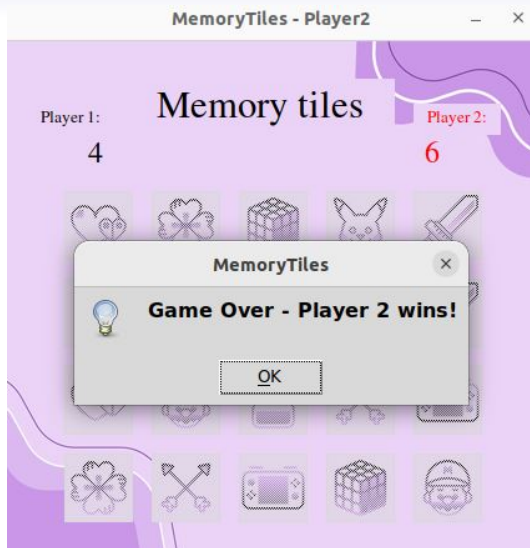 MemoryTiles - Player2
Memory tiles
Player 1:
Player 2:
4
6
MemoryTiles
Game Over - Player 2 wins!
OK
M